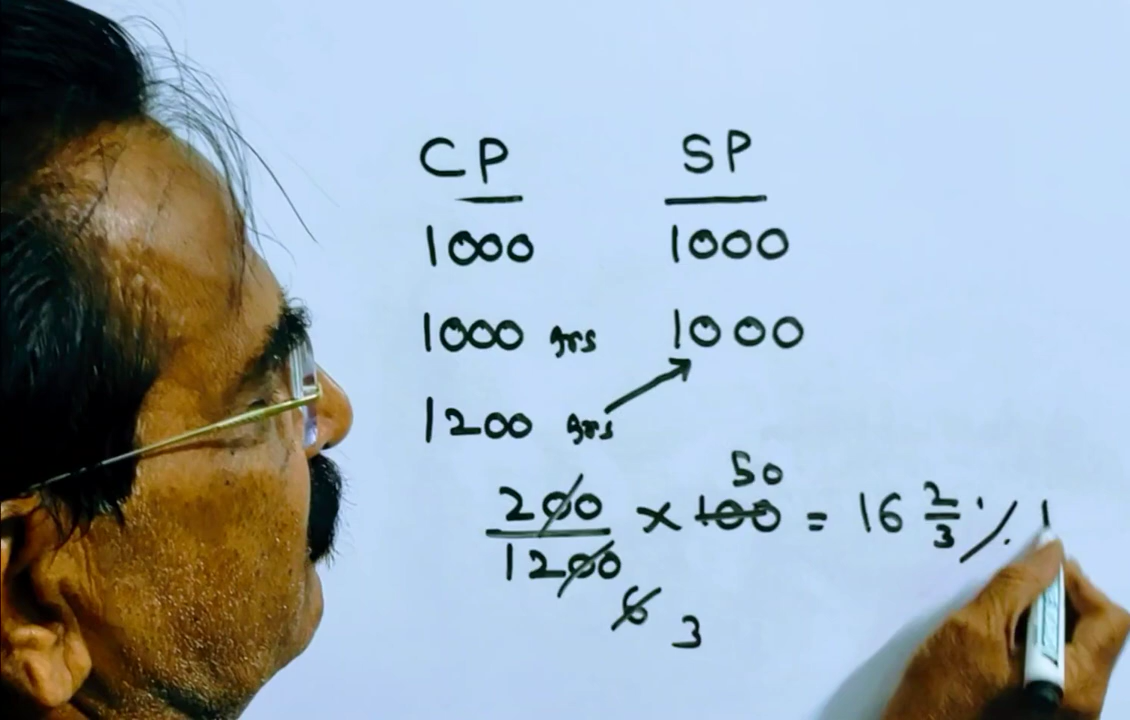 CP SP
1000 1000
1000 grs 1000
1200 grs
50
200 × 100 = 16 2/3 %
1200
6 3